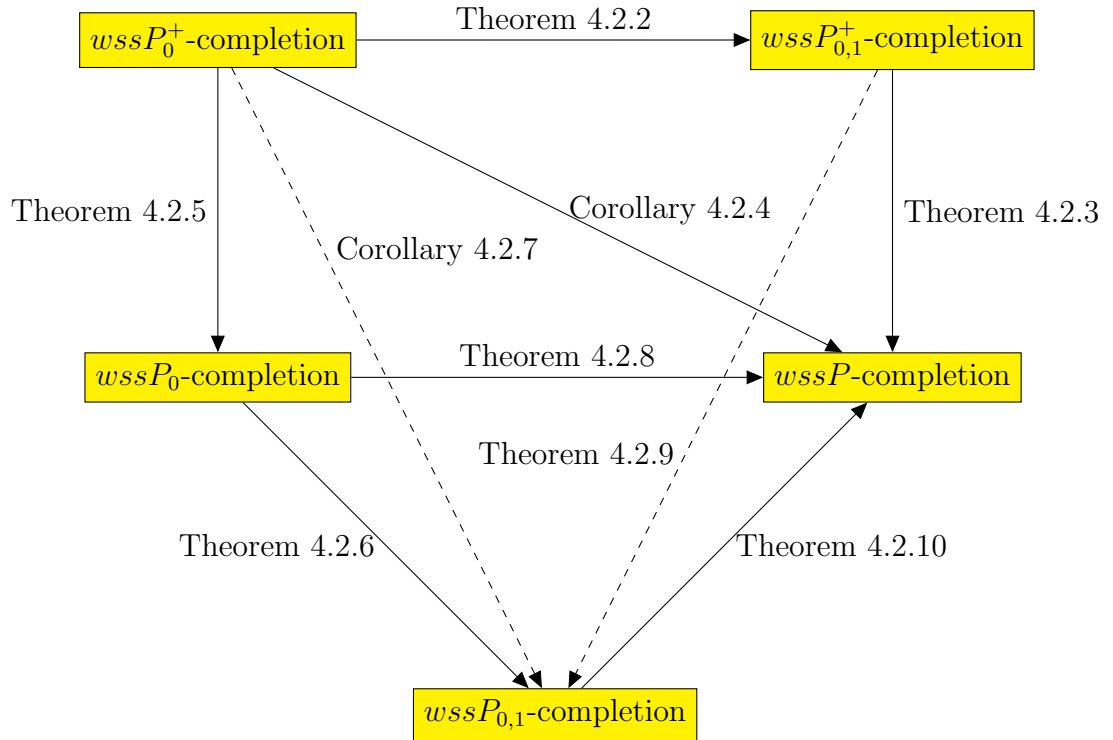 Theorem 4.2.2
$wssP_0^+$-completion
$wssP_{0,1}^+$-completion
Theorem 4.2.5
Corollary 4.2.4
Theorem 4.2.3
Corollary 4.2.7
Theorem 4.2.8
$wssP_0$-completion
$wssP$-completion
Theorem 4.2.9
Theorem 4.2.6
Theorem 4.2.10
$wssP_{0,1}$-completion